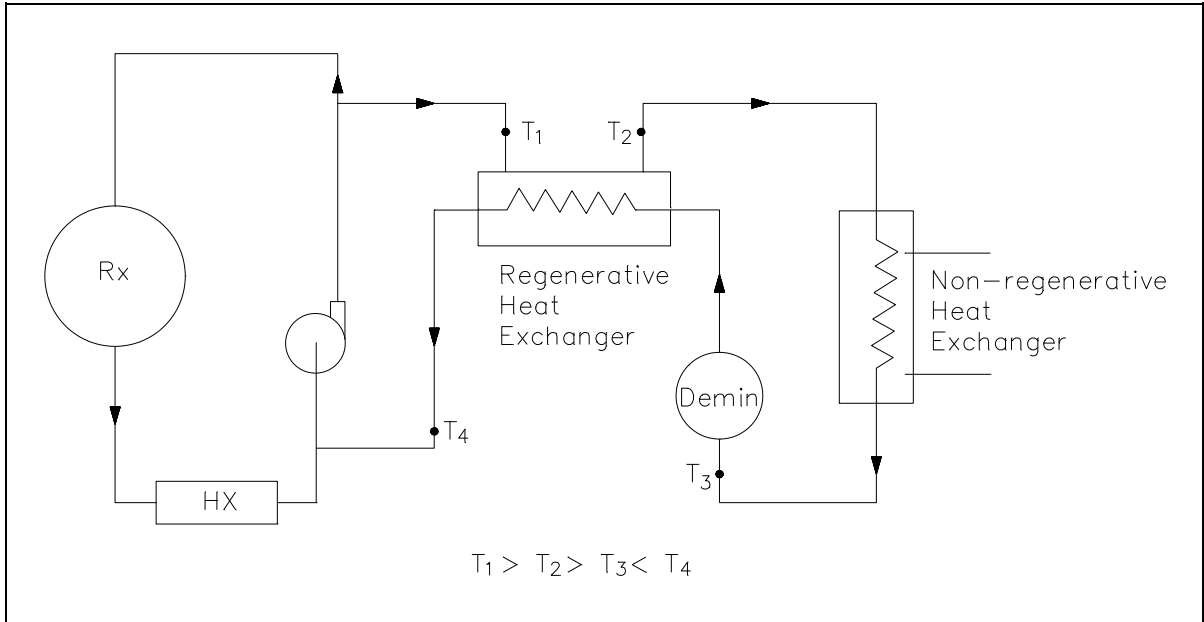 T₁
T₂
Rx
Regenerative
Heat
Exchanger
Non-regenerative
Heat
Exchanger
Demin
T₄
T₃
HX
T₁ > T₂ > T₃ < T₄